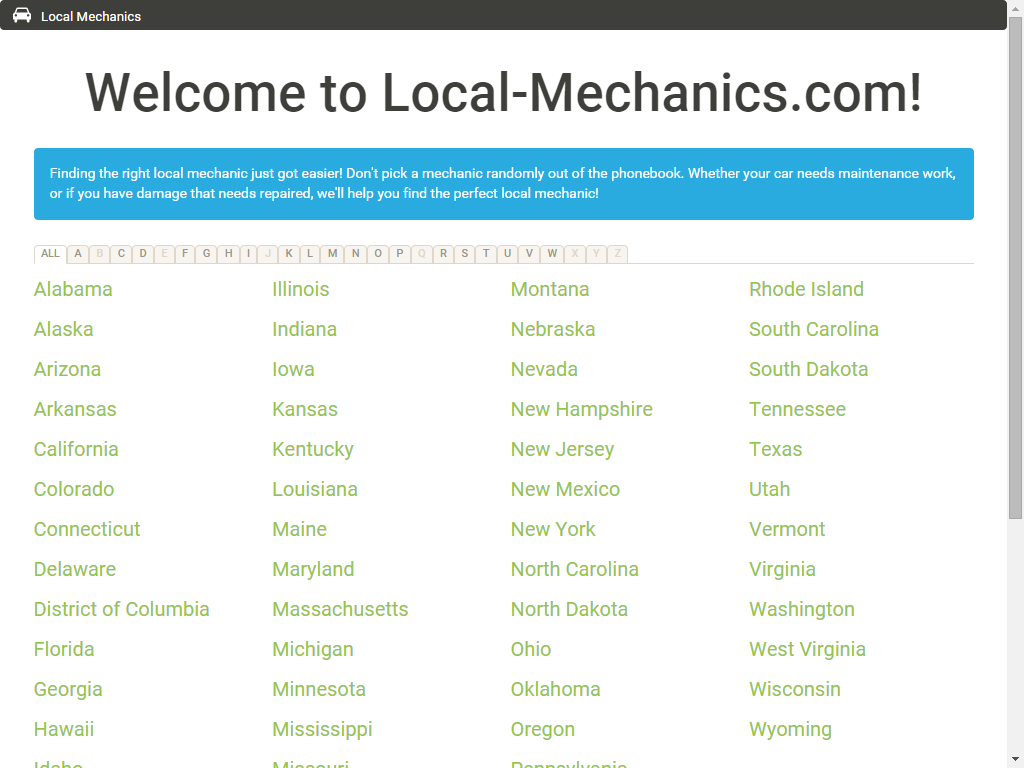 Local Mechanics
Welcome to Local-Mechanics.com!
Finding the right local mechanic just got easier! Don't pick a mechanic randomly out of the phonebook. Whether your car needs maintenance work,
or if you have damage that needs repaired, we'll help you find the perfect local mechanic!
ALL A B C D E F G H I J K L M N O P Q R S T U V W X Y Z
Alabama
Alaska
Arizona
Arkansas
California
Colorado
Connecticut
Delaware
District of Columbia
Florida
Georgia
Hawaii
Idaho
Illinois
Indiana
Iowa
Kansas
Kentucky
Louisiana
Maine
Maryland
Massachusetts
Michigan
Minnesota
Mississippi
Missouri
Montana
Nebraska
Nevada
New Hampshire
New Jersey
New Mexico
New York
North Carolina
North Dakota
Ohio
Oklahoma
Oregon
Pennsylvania
Rhode Island
South Carolina
South Dakota
Tennessee
Texas
Utah
Vermont
Virginia
Washington
West Virginia
Wisconsin
Wyoming